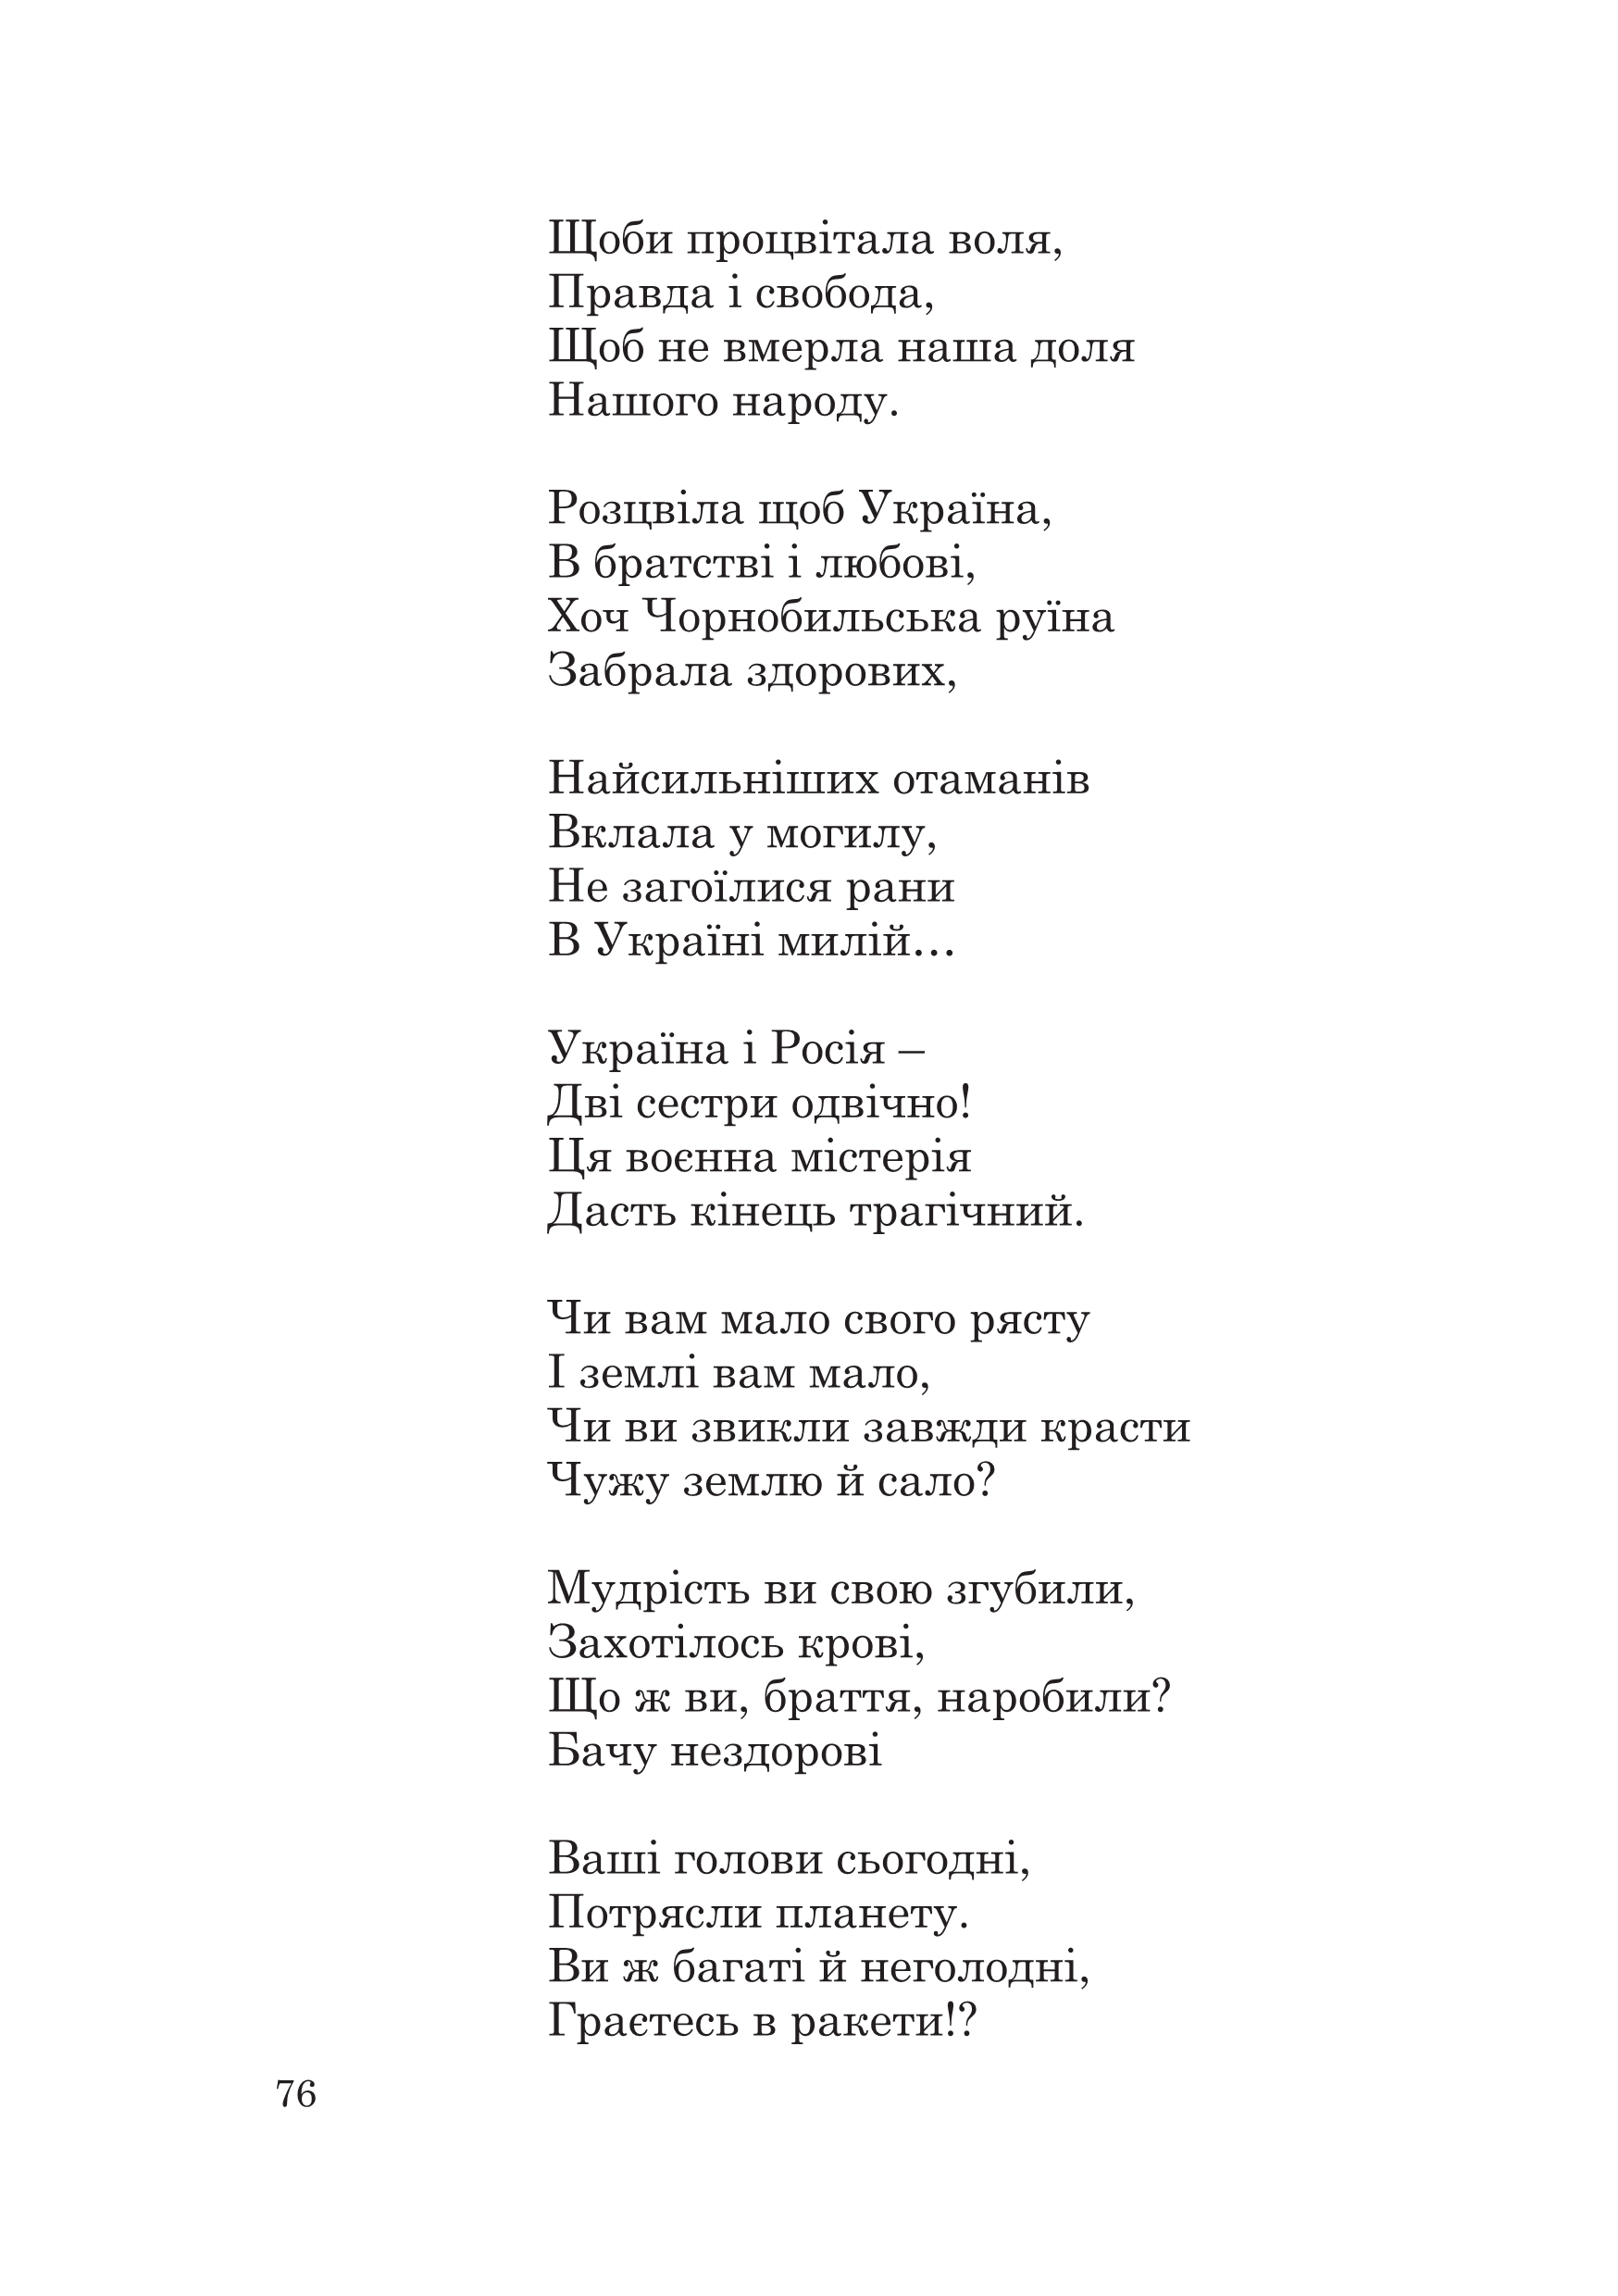 Щоби процвітала воля,
Правда і свобода,
Щоб не вмерла наша доля
Нашого народу.

Розцвіла щоб Україна,
В братстві і любові,
Хоч Чорнобильська руїна
Забрала здорових,

Найсильніших отаманів
Вклала у могилу,
Не загоїлися рани
В Україні милій...

Україна і Росія –
Дві сестри одвічно!
Ця воєнна містерія
Дасть кінець трагічний.

Чи вам мало свого рясту
І землі вам мало,
Чи ви звикли завжди красти
Чужу землю й сало?

Мудрість ви свою згубили,
Захотілось крові,
Що ж ви, браття, наробили?
Бачу нездорові

Ваші голови сьогодні,
Потрясли планету.
Ви ж багаті й неголодні,
Граєтесь в ракети!?

76